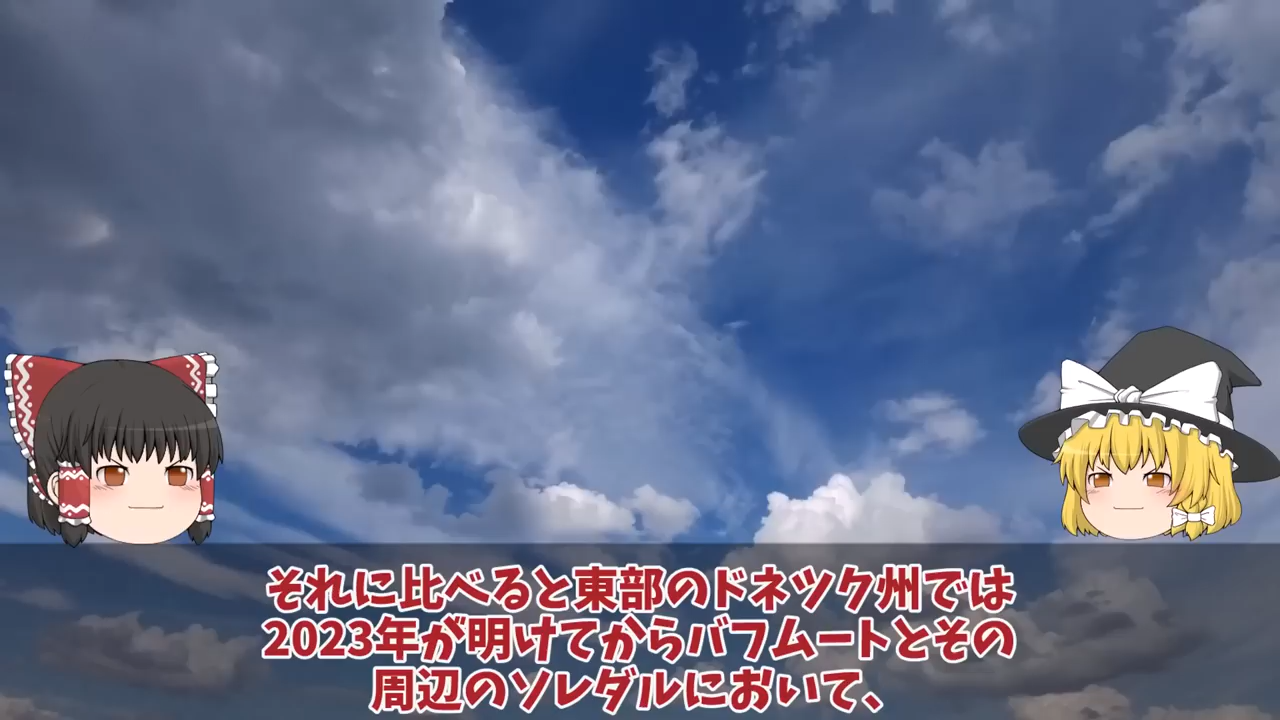 それに比べると東部のドネツク州では
2023年が明けてからバフムートとその
周辺のソレダルにおいて、